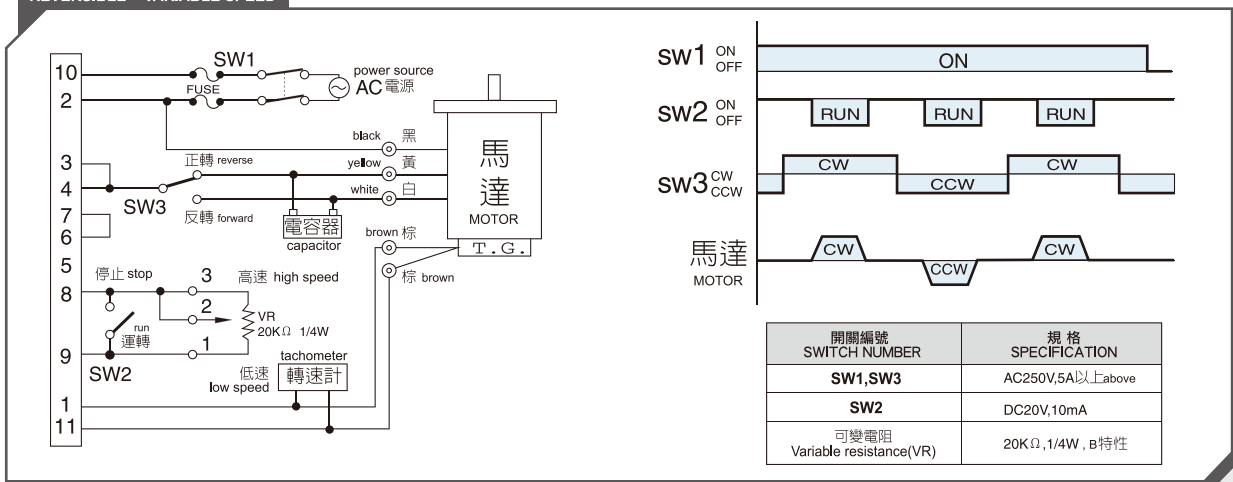 REVERSIBLE
VARIABLE SPEED
10
2
3
4
7
6
5
8
9
1
11
SW1
FUSE
power source
AC 電源
black 黑
yellow 黃
white 白
正轉 reverse
SW3
反轉 forward
電容器
capacitor
馬達
MOTOR
T.G.
brown 棕
棕 brown
停止 stop
3 高速 high speed
2
VR
20KΩ 1/4W
run
運轉
1
SW2
低速
low speed
tachometer
轉速計
SW1 ON
OFF
ON
SW2 ON
OFF
RUN RUN RUN
SW3 CW
CCW
CW CCW CW
馬達
MOTOR
CW CCW CW
開關編號 規 格
SWITCH NUMBER SPECIFICATION
SW1,SW3 AC250V,5A以上above
SW2 DC20V,10mA
可變電阻
Variable resistance(VR) 20KΩ,1/4W , B特性